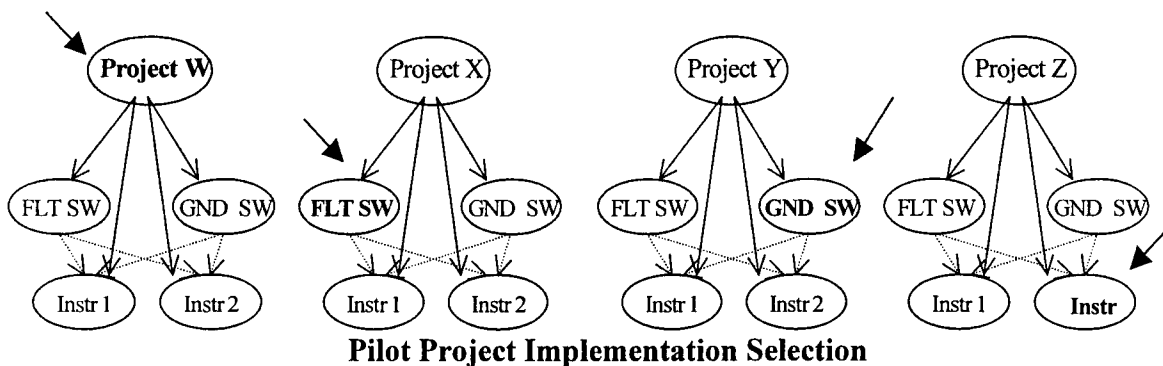 Project W
Project X
Project Y
Project Z
FLT SW
GND SW
FLT SW
GND SW
FLT SW
GND SW
FLT SW
GND SW
Instr 1
Instr 2
Instr 1
Instr 2
Instr 1
Instr 2
Instr 1
Instr
Pilot Project Implementation Selection